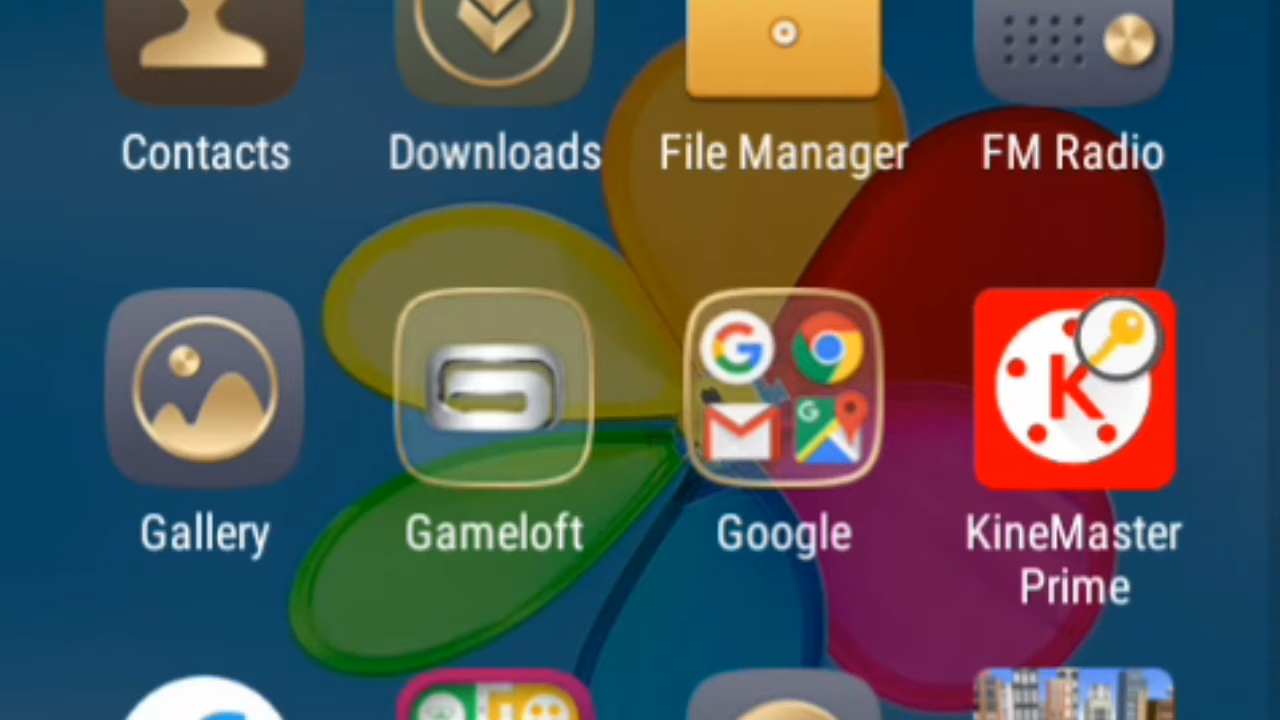 Contacts
Downloads
File Manager
FM Radio
Gallery
Gameloft
Google
KineMaster
Prime